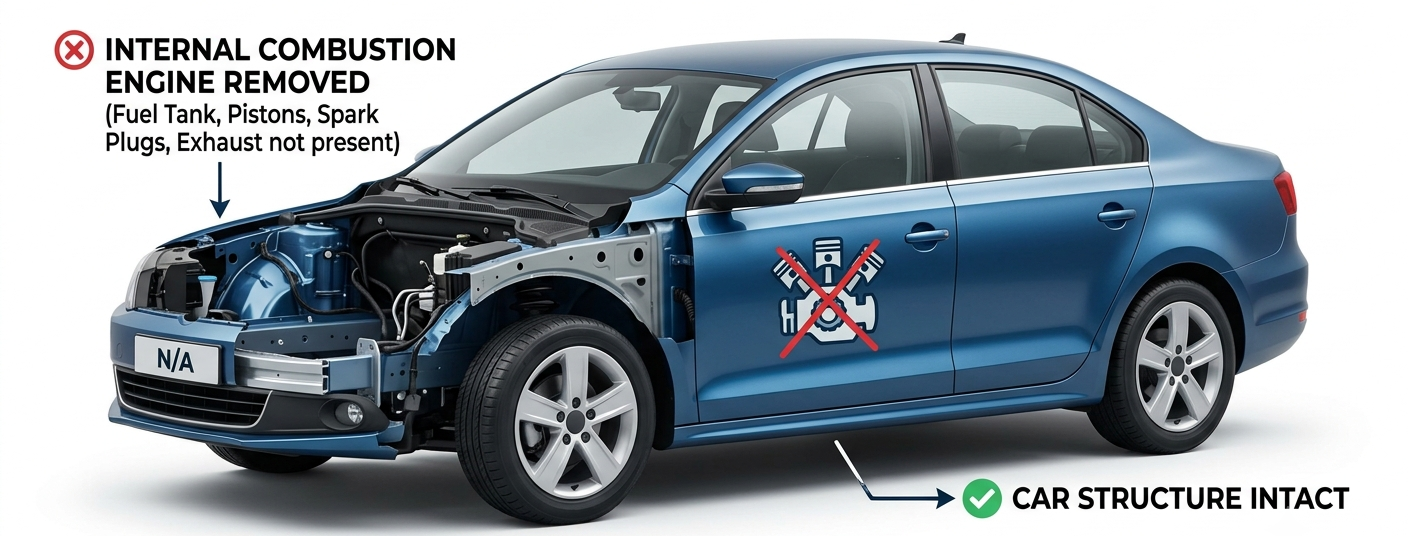 INTERNAL COMBUSTION
ENGINE REMOVED
(Fuel Tank, Pistons, Spark
Plugs, Exhaust not present)
N/A
CAR STRUCTURE INTACT